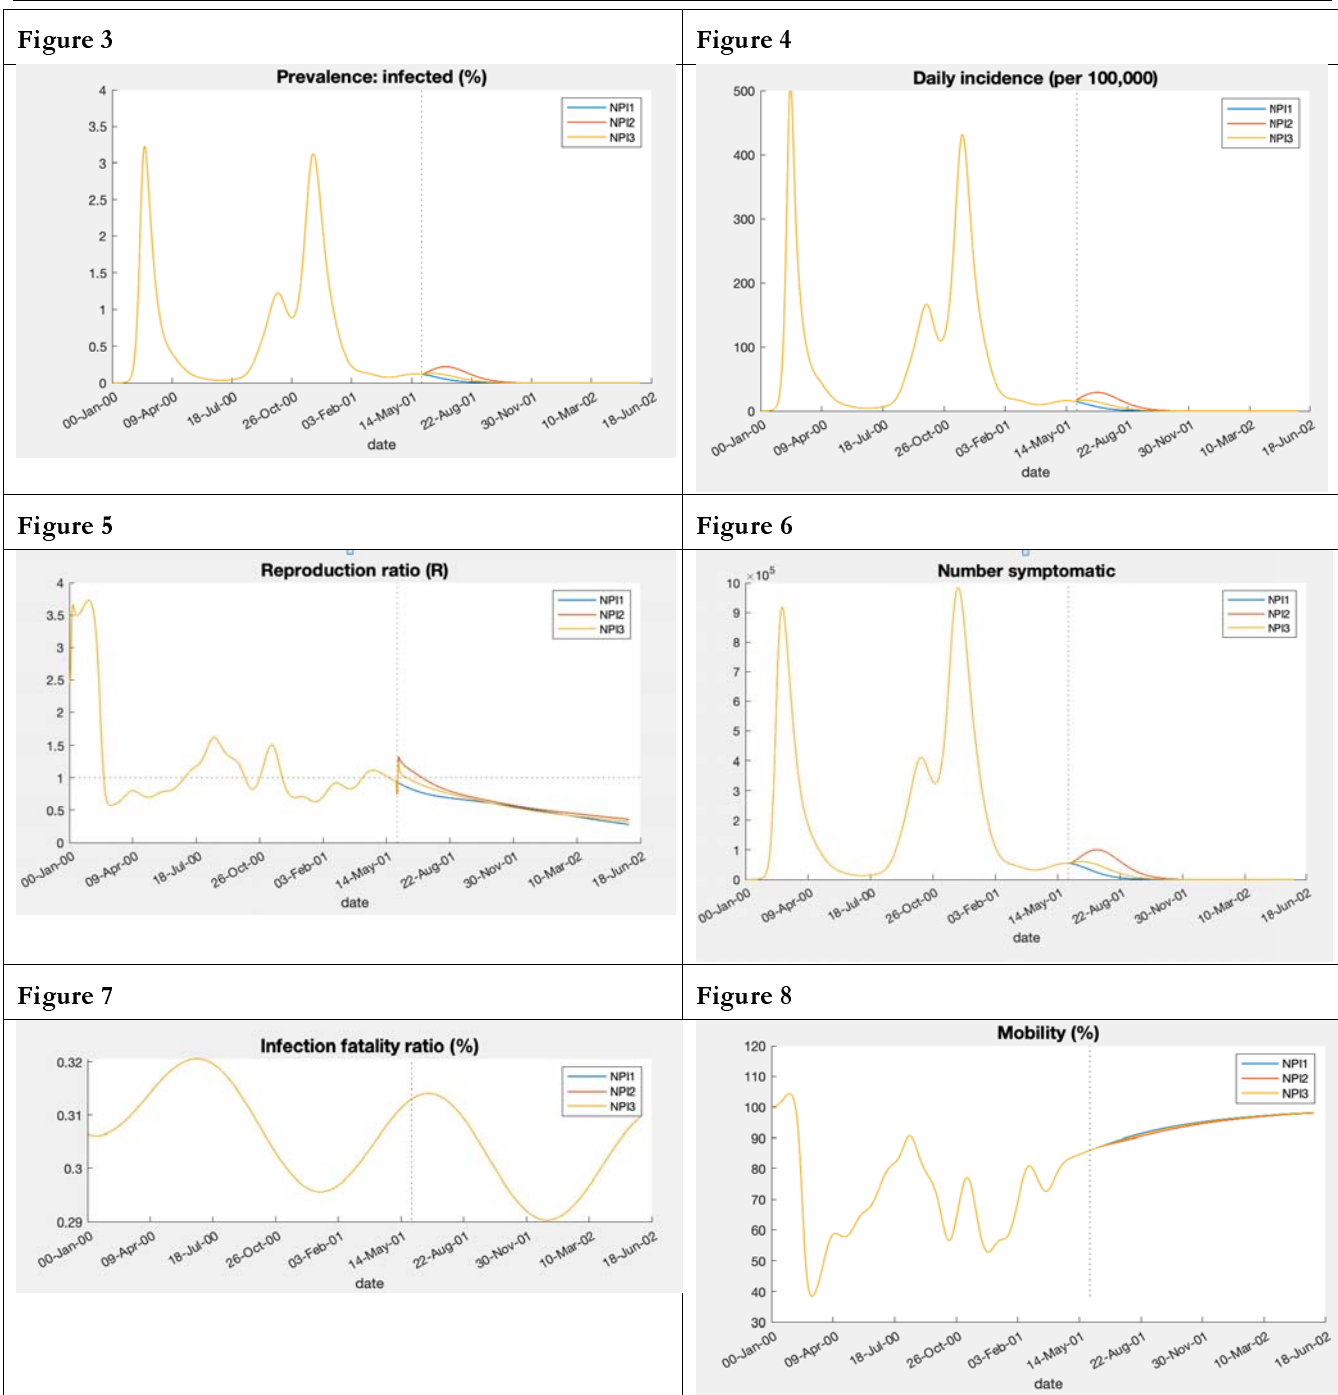 Figure 3
Prevalence: infected (%)
4
3.5
3
2.5
2
1.5
1
0.5
0
NPI1
NPI2
NPI3
00-Jan-00
09-Apr-00
18-Jul-00
26-Oct-00
03-Feb-01
14-May-01
22-Aug-01
30-Nov-01
10-Mar-02
18-Jun-02
date
Figure 4
Daily incidence (per 100,000)
500
400
300
200
100
0
NPI1
NPI2
NPI3
00-Jan-00
09-Apr-00
18-Jul-00
26-Oct-00
03-Feb-01
14-May-01
22-Aug-01
30-Nov-01
10-Mar-02
18-Jun-02
date
Figure 5
Reproduction ratio (R)
4
3.5
3
2.5
2
1.5
1
0.5
0
NPI1
NPI2
NPI3
00-Jan-00
09-Apr-00
18-Jul-00
26-Oct-00
03-Feb-01
14-May-01
22-Aug-01
30-Nov-01
10-Mar-02
18-Jun-02
date
Figure 6
Number symptomatic
×10⁵
10
9
8
7
6
5
4
3
2
1
0
NPI1
NPI2
NPI3
00-Jan-00
09-Apr-00
18-Jul-00
26-Oct-00
03-Feb-01
14-May-01
22-Aug-01
30-Nov-01
10-Mar-02
18-Jun-02
date
Figure 7
Infection fatality ratio (%)
0.32
0.31
0.3
0.29
NPI1
NPI2
NPI3
00-Jan-00
09-Apr-00
18-Jul-00
26-Oct-00
03-Feb-01
14-May-01
22-Aug-01
30-Nov-01
10-Mar-02
18-Jun-02
date
Figure 8
Mobility (%)
120
110
100
90
80
70
60
50
40
30
NPI1
NPI2
NPI3
00-Jan-00
09-Apr-00
18-Jul-00
26-Oct-00
03-Feb-01
14-May-01
22-Aug-01
30-Nov-01
10-Mar-02
18-Jun-02
date